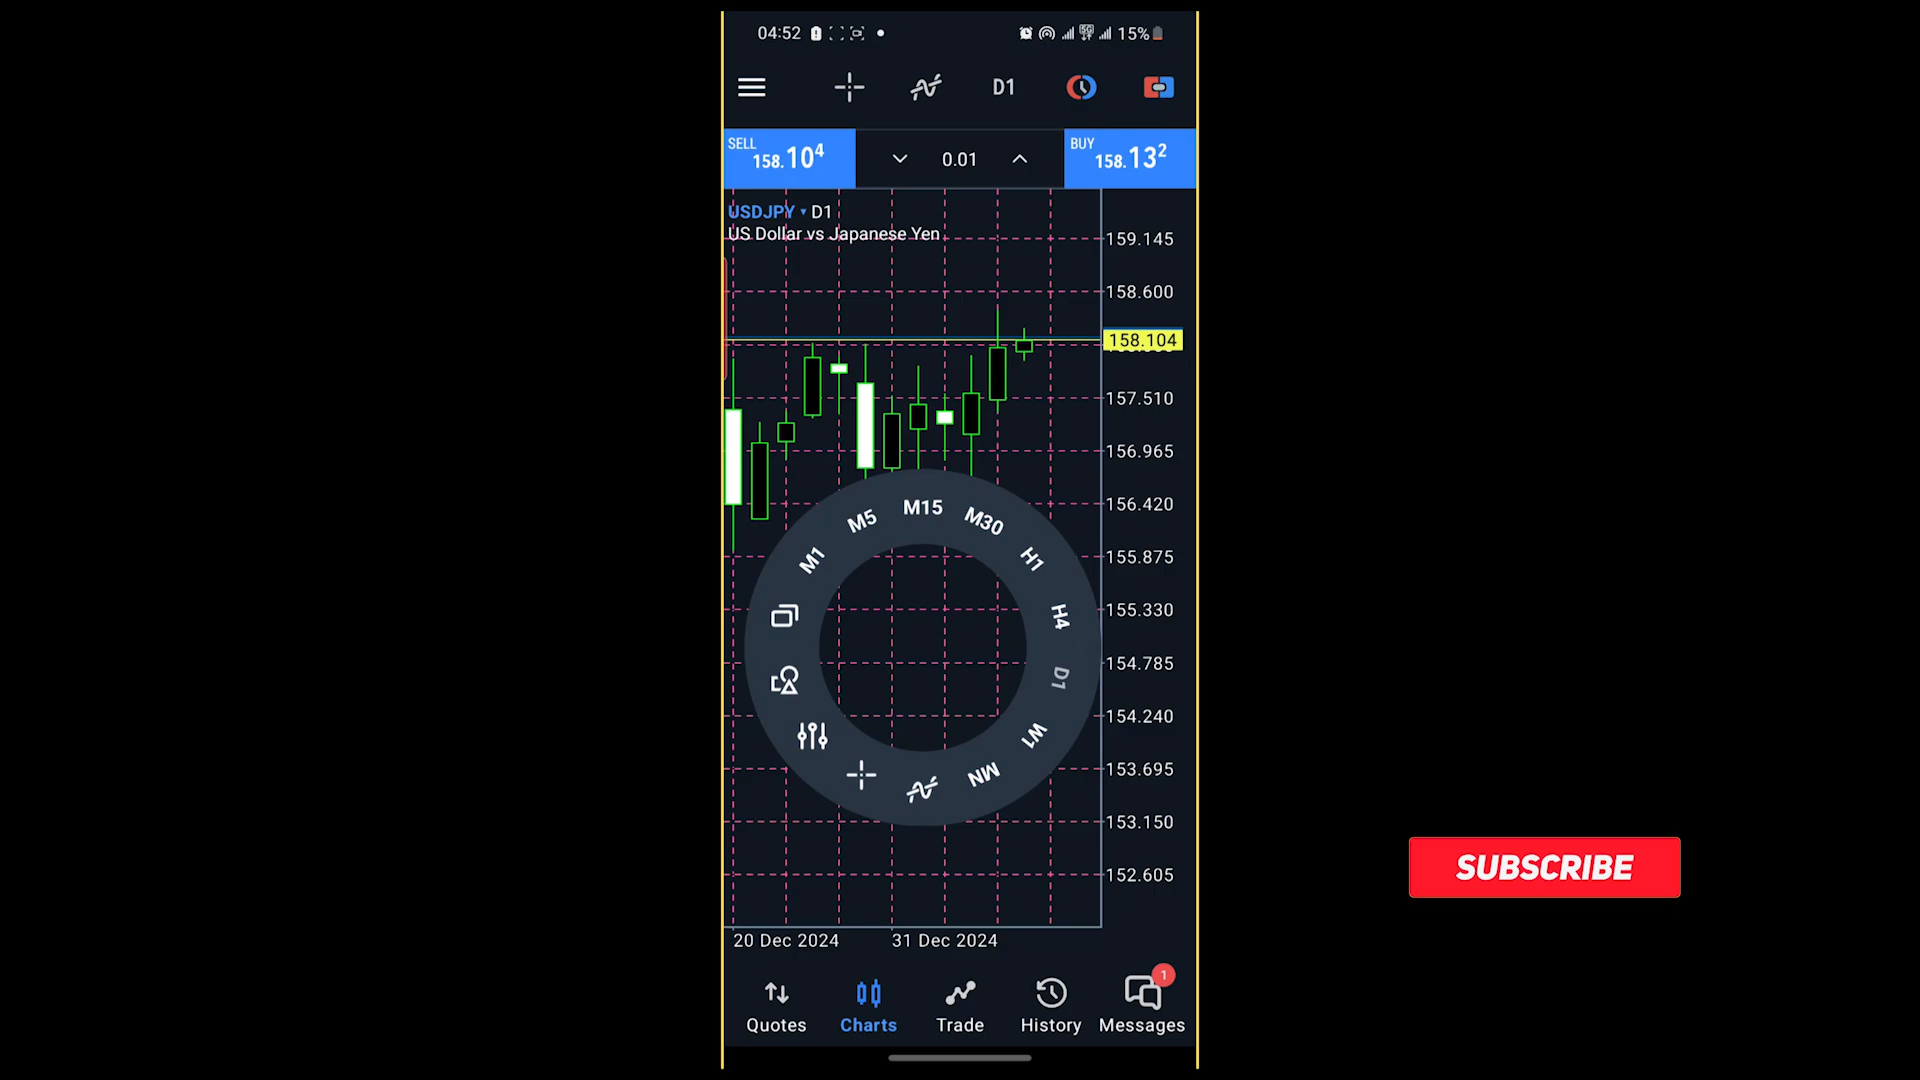 04:52
15%
D1
SELL
158.10⁴
0.01
BUY
158.13²
USDJPY ▾ D1
US Dollar vs Japanese Yen
159.145
158.600
158.104
157.510
156.965
156.420
155.875
155.330
154.785
154.240
153.695
153.150
152.605
M1
M5
M15
M30
H1
H4
D1
W1
MN
20 Dec 2024
31 Dec 2024
SUBSCRIBE
1
Quotes
Charts
Trade
History
Messages